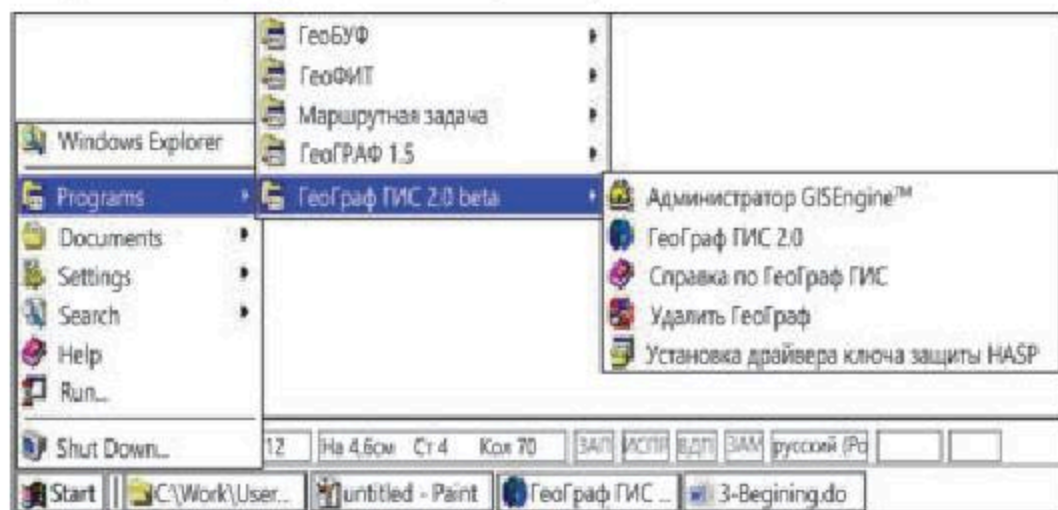 ГеоБУФ
ГеоФИТ
Маршрутная задача
ГеоГРАФ 1.5
ГеоГраф ГИС 2.0 beta
Windows Explorer
Programs
Documents
Settings
Search
Help
Run...
Shut Down...
Администратор GISEngine™
ГеоГраф ГИС 2.0
Справка по ГеоГраф ГИС
Удалить ГеоГраф
Установка драйвера ключа защиты HASP
12 На 4,6см Ст 4 Кол 70 ЗАП ИСПР ВДЛ ЗАМ русский (Ро
Start C:\Work\User... untitled - Paint ГеоГраф ГИС ... 3-Begining.do